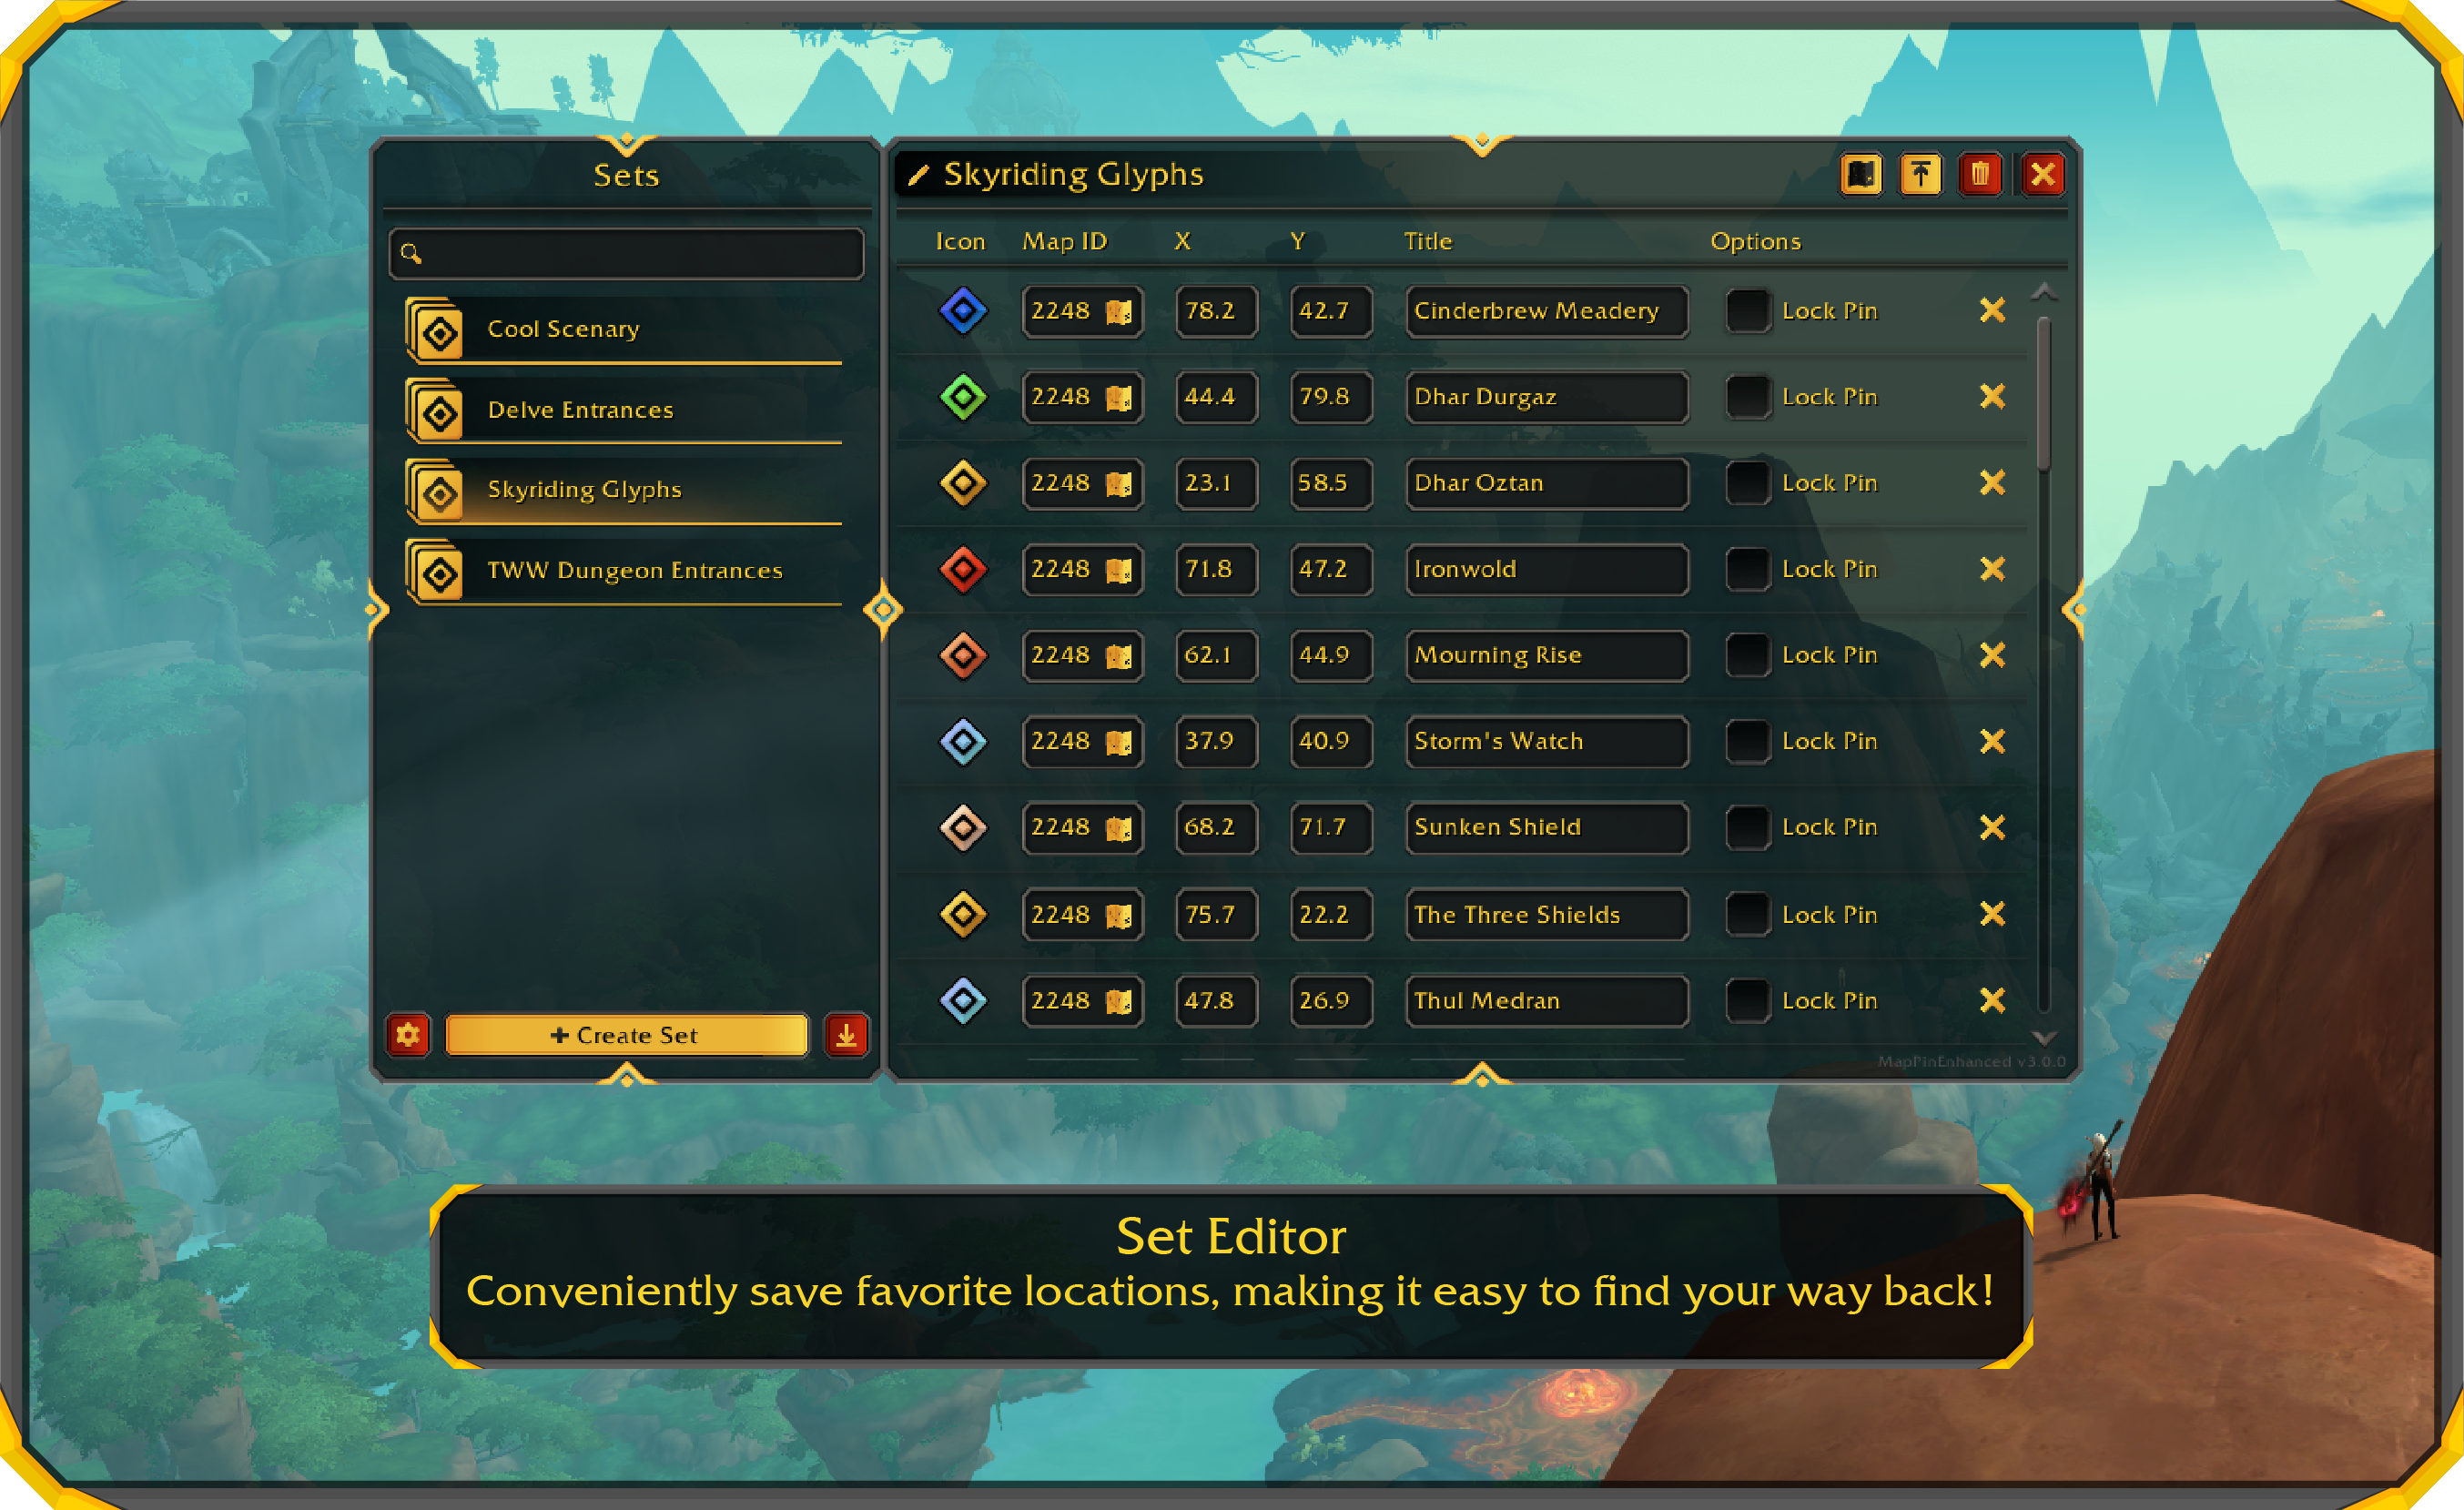 Sets
Cool Scenary
Delve Entrances
Skyriding Glyphs
TWW Dungeon Entrances
+ Create Set
Skyriding Glyphs
Icon Map ID X Y Title Options
2248 78.2 42.7 Cinderbrew Meadery Lock Pin
2248 44.4 79.8 Dhar Durgaz Lock Pin
2248 23.1 58.5 Dhar Oztan Lock Pin
2248 71.8 47.2 Ironwold Lock Pin
2248 62.1 44.9 Mourning Rise Lock Pin
2248 37.9 40.9 Storm's Watch Lock Pin
2248 68.2 71.7 Sunken Shield Lock Pin
2248 75.7 22.2 The Three Shields Lock Pin
2248 47.8 26.9 Thul Medran Lock Pin
MapPinEnhanced v3.0.0
Set Editor
Conveniently save favorite locations, making it easy to find your way back!